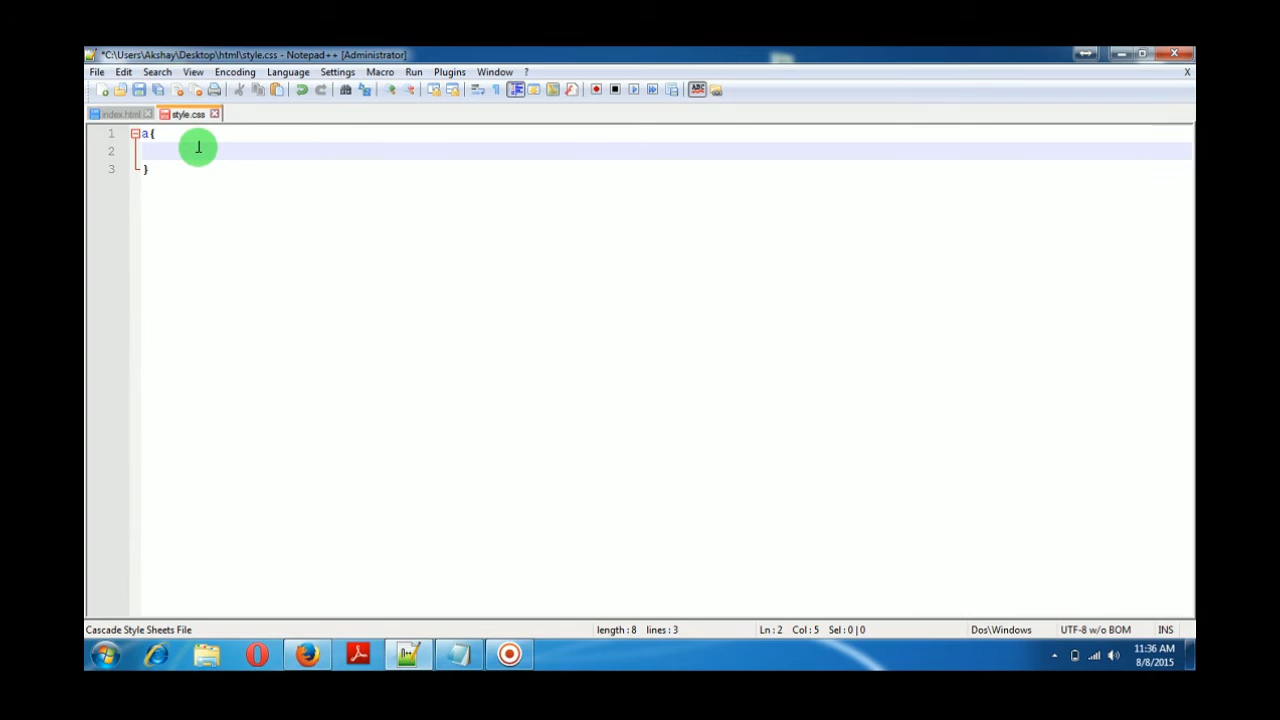 *C:\Users\Akshay\Desktop\html\style.css - Notepad++ [Administrator]
File Edit Search View Encoding Language Settings Macro Run Plugins Window ? X
index.html style.css
1 a{
2
3 }
Cascade Style Sheets File length : 8 lines : 3 Ln : 2 Col : 5 Sel : 0 | 0 Dos\Windows UTF-8 w/o BOM INS
11:36 AM
8/8/2015